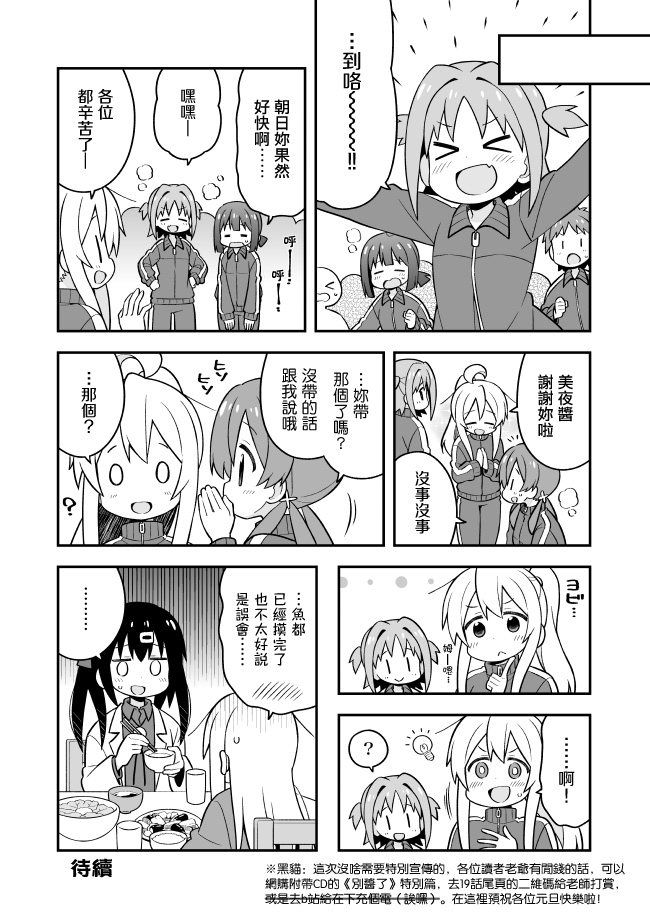 …到咯～～～～!!
朝日妳果然
好快啊……
嘿嘿—
各位
都辛苦了—
呼—
呼—
美夜醬
謝謝妳啦
沒事沒事
…妳帶
那個了嗎？
沒帶的話
跟我說哦
ヒソ
ヒソ
…那個？
?
ヨビ…
姆—嗯…
……啊！
?
…魚都
已經摸完了
也不太好說
是誤會……
………
待續
※黑貓：這次沒啥需要特別宣傳的，各位讀者老爺有閒錢的話，可以
網購附帶CD的《別醬了》特別篇，去19話尾頁的二維碼給老師打賞，
或是去b站給在下充個電（誒嘿）。在這裡預祝各位元旦快樂啦！